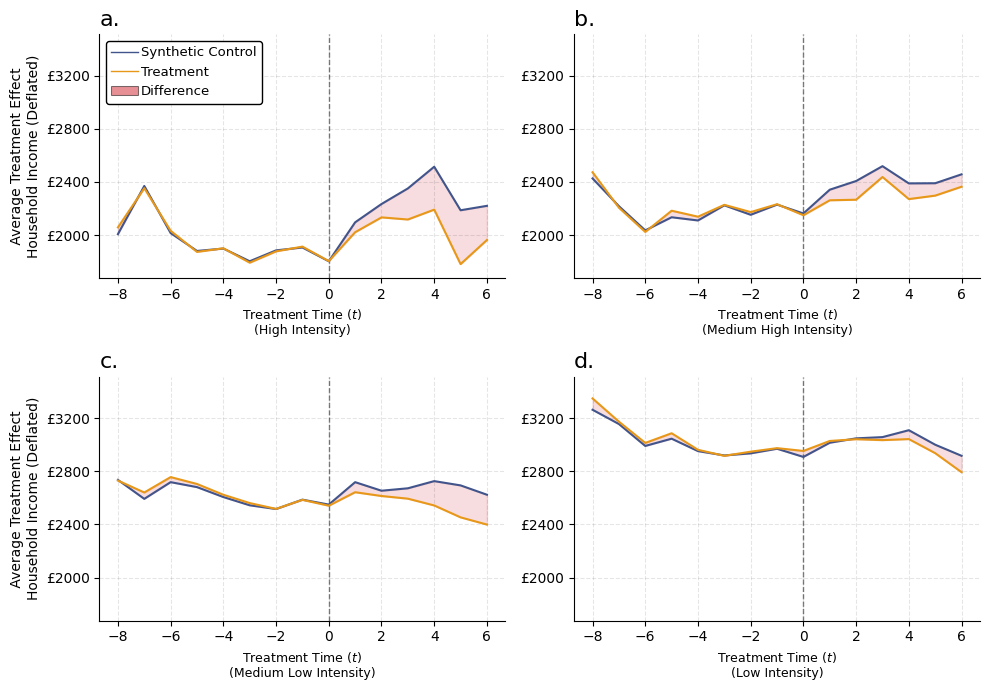 a.
Average Treatment Effect
Household Income (Deflated)
£3200
£2800
£2400
£2000
Synthetic Control
Treatment
Difference
−8 −6 −4 −2 0 2 4 6
Treatment Time (t)
(High Intensity)
b.
£3200
£2800
£2400
£2000
−8 −6 −4 −2 0 2 4 6
Treatment Time (t)
(Medium High Intensity)
c.
Average Treatment Effect
Household Income (Deflated)
£3200
£2800
£2400
£2000
−8 −6 −4 −2 0 2 4 6
Treatment Time (t)
(Medium Low Intensity)
d.
£3200
£2800
£2400
£2000
−8 −6 −4 −2 0 2 4 6
Treatment Time (t)
(Low Intensity)